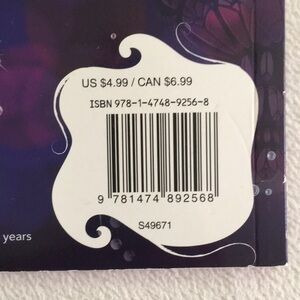 US $4.99 / CAN $6.99
ISBN 978-1-4748-9256-8
9 781474 892568
S49671
years